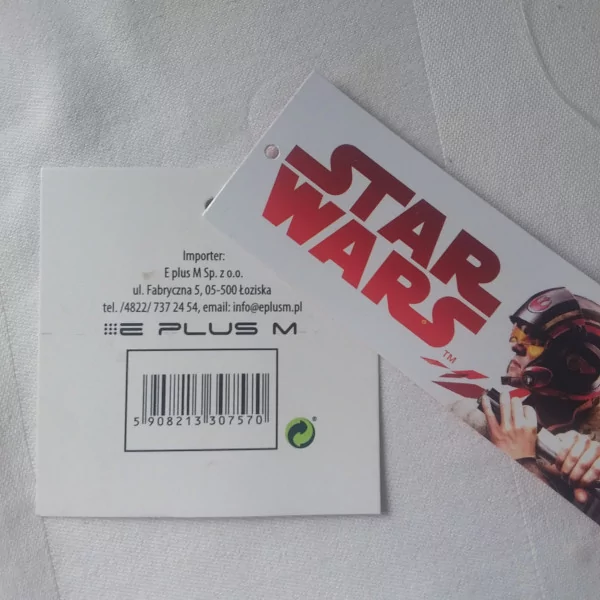 Importer:
E plus M Sp. z o.o.
ul. Fabryczna 5, 05-500 Łoziska
tel. /4822/ 737 24 54, email: info@eplusm.pl
E PLUS M
5 908213 307570
STAR
WARS
TM